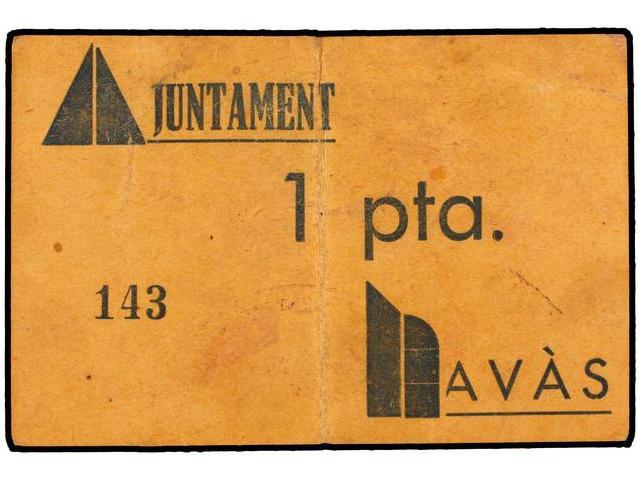 AJUNTAMENT
1 pta.
143
NAVÀS